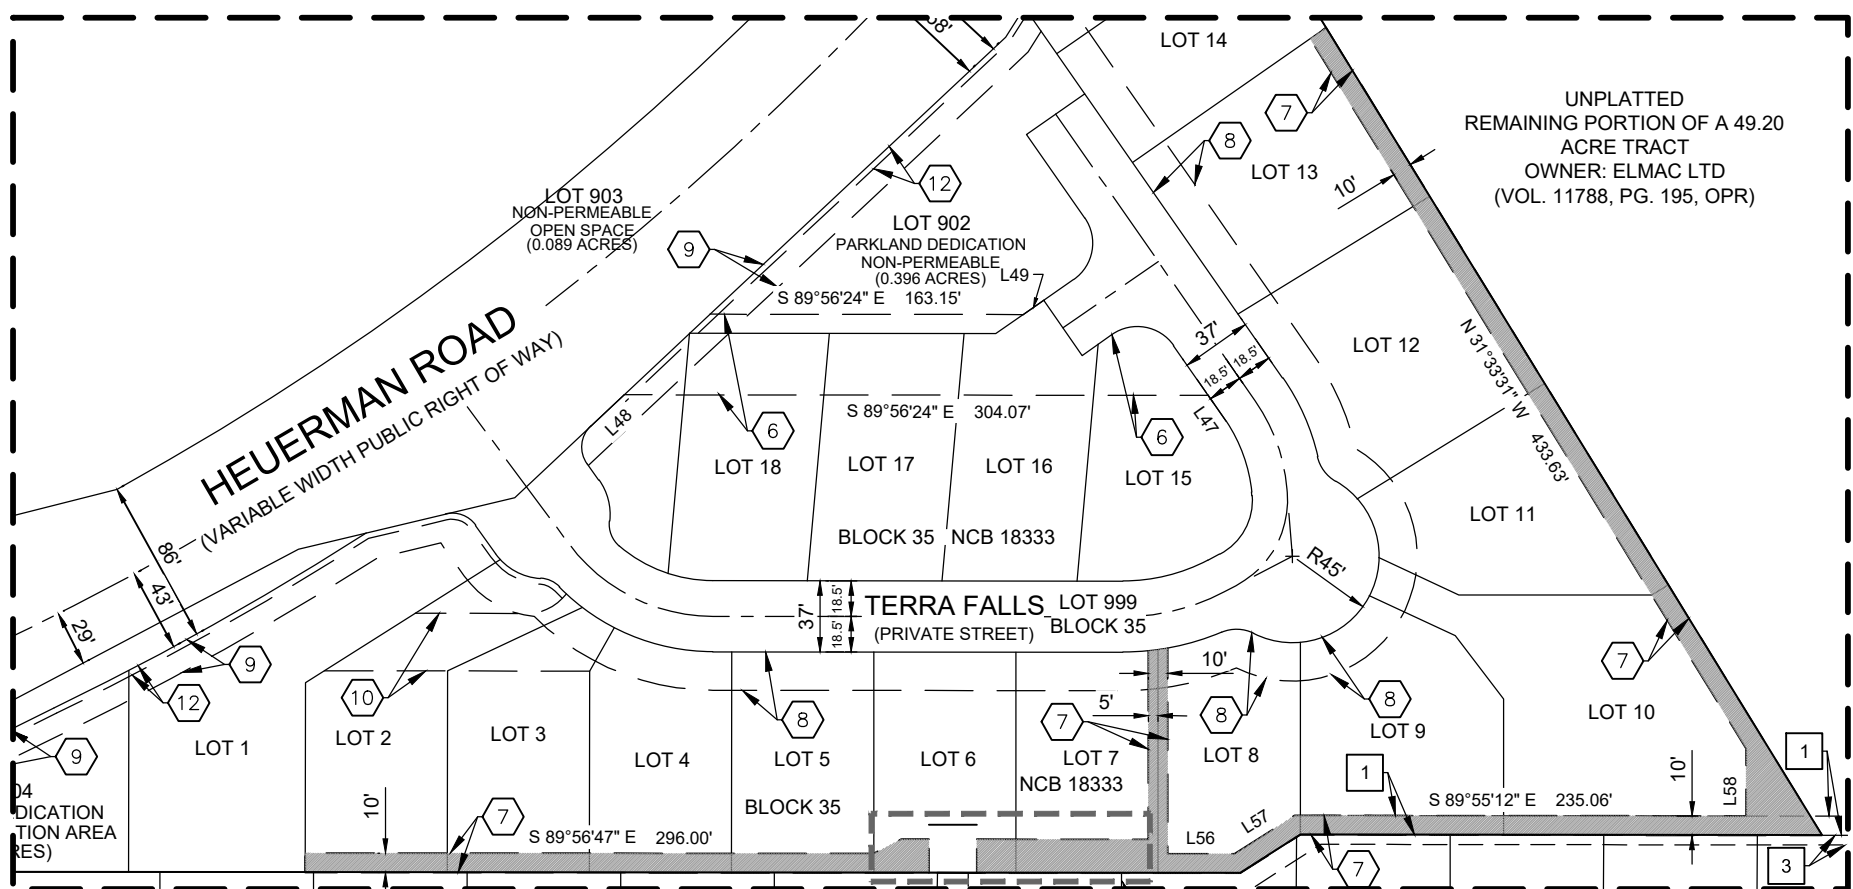 58'
LOT 14
UNPLATTED
REMAINING PORTION OF A 49.20
ACRE TRACT
OWNER: ELMAC LTD
(VOL. 11788, PG. 195, OPR)
7
8
LOT 13
10'
12
LOT 903
NON-PERMEABLE
OPEN SPACE
(0.089 ACRES)
9
LOT 902
PARKLAND DEDICATION
NON-PERMEABLE
(0.396 ACRES)
L49
S 89°56'24" E 163.15'
37'
18.5'
18.5'
LOT 12
N 31°33'31" W 433.63'
HEUERMAN ROAD
(VARIABLE WIDTH PUBLIC RIGHT OF WAY)
L48
S 89°56'24" E 304.07'
L47
6
6
LOT 18
LOT 17
LOT 16
LOT 15
LOT 11
BLOCK 35 NCB 18333
86'
43'
29'
R45'
37'
18.5'
18.5'
TERRA FALLS
(PRIVATE STREET)
LOT 999
BLOCK 35
9
12
9
10
8
10'
5'
7
8
8
7
LOT 1
LOT 2
LOT 3
LOT 4
LOT 5
LOT 6
LOT 7
NCB 18333
LOT 8
LOT 9
LOT 10
BLOCK 35
04
DICATION
TION AREA
RES)
10'
7
S 89°56'47" E 296.00'
L56
L57
1
S 89°55'12" E 235.06'
10'
L58
1
7
3